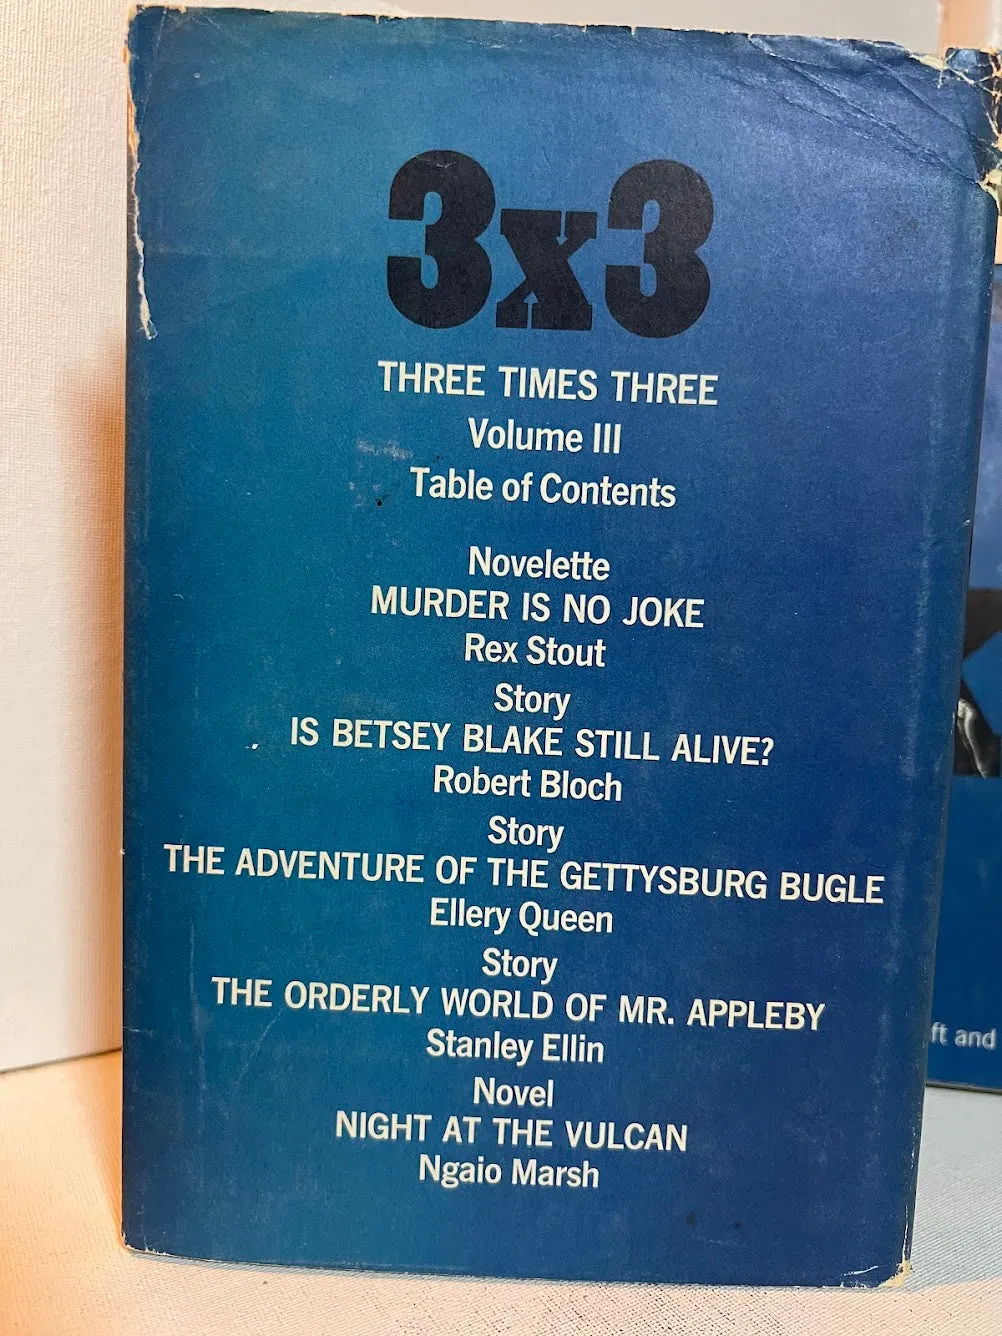 3x3
THREE TIMES THREE
Volume III
Table of Contents
Novelette
MURDER IS NO JOKE
Rex Stout
Story
IS BETSEY BLAKE STILL ALIVE?
Robert Bloch
Story
THE ADVENTURE OF THE GETTYSBURG BUGLE
Ellery Queen
Story
THE ORDERLY WORLD OF MR. APPLEBY
Stanley Ellin
Novel
NIGHT AT THE VULCAN
Ngaio Marsh
ft and